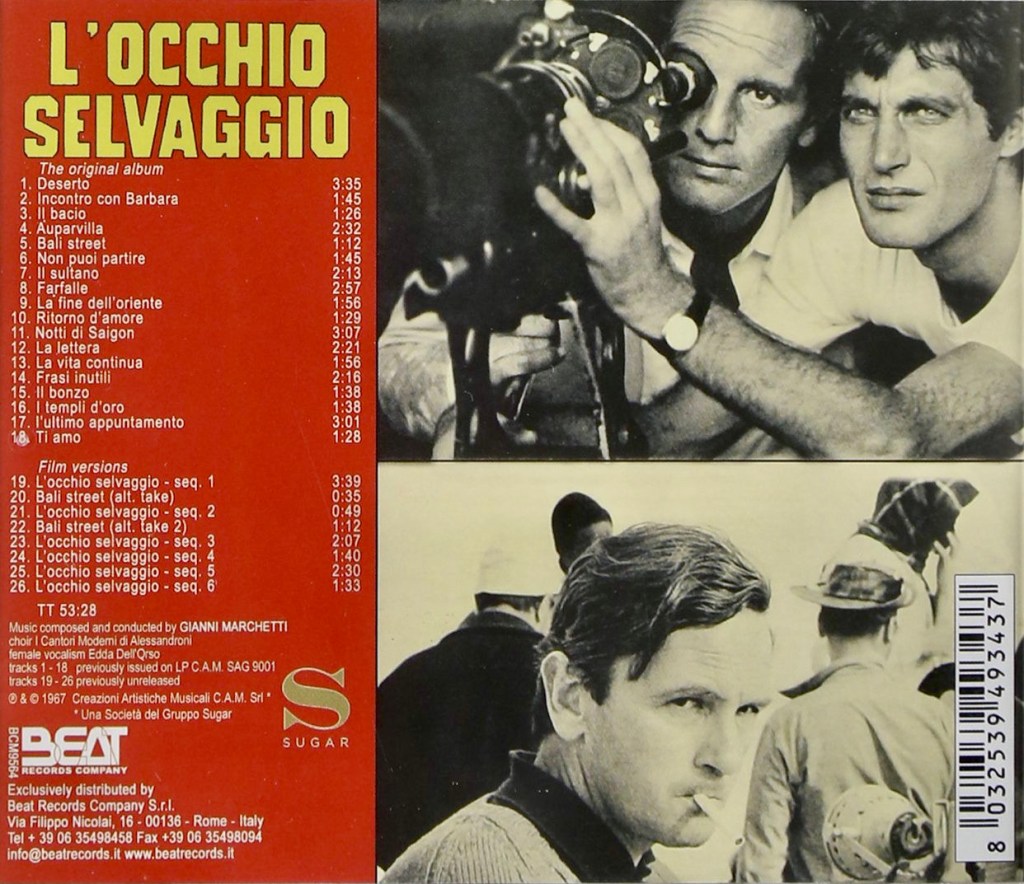 L'OCCHIO
SELVAGGIO
The original album
1. Deserto 3:35
2. Incontro con Barbara 1:45
3. Il bacio 1:26
4. Auparvilla 2:32
5. Bali street 1:12
6. Non puoi partire 1:45
7. Il sultano 2:13
8. Farfalle 2:57
9. La fine dell'oriente 1:56
10. Ritorno d'amore 1:29
11. Notti di Saigon 3:07
12. La lettera 2:21
13. La vita continua 1:56
14. Frasi inutili 2:16
15. Il bonzo 1:38
16. I templi d'oro 1:38
17. l'ultimo appuntamento 3:01
18. Ti amo 1:28
Film versions
19. L'occhio selvaggio - seq. 1 3:39
20. Bali street (alt. take) 0:35
21. L'occhio selvaggio - seq. 2 0:49
22. Bali street (alt. take 2) 1:12
23. L'occhio selvaggio - seq. 3 2:07
24. L'occhio selvaggio - seq. 4 1:40
25. L'occhio selvaggio - seq. 5 2:30
26. L'occhio selvaggio - seq. 6 1:33
TT 53:28
Music composed and conducted by GIANNI MARCHETTI
choir I Cantori Moderni di Alessandroni
female vocalism Edda Dell'Orso
tracks 1 - 18 previously issued on LP C.A.M. SAG 9001
tracks 19 - 26 previously unreleased
℗ & © 1967 Creazioni Artistiche Musicali C.A.M. Srl *
* Una Società del Gruppo Sugar
S
SUGAR
BCM9564
BEAT
RECORDS COMPANY
Exclusively distributed by
Beat Records Company S.r.l.
Via Filippo Nicolai, 16 - 00136 - Rome - Italy
Tel + 39 06 35498458 Fax +39 06 35498094
info@beatrecords.it www.beatrecords.it
8 032539 493437